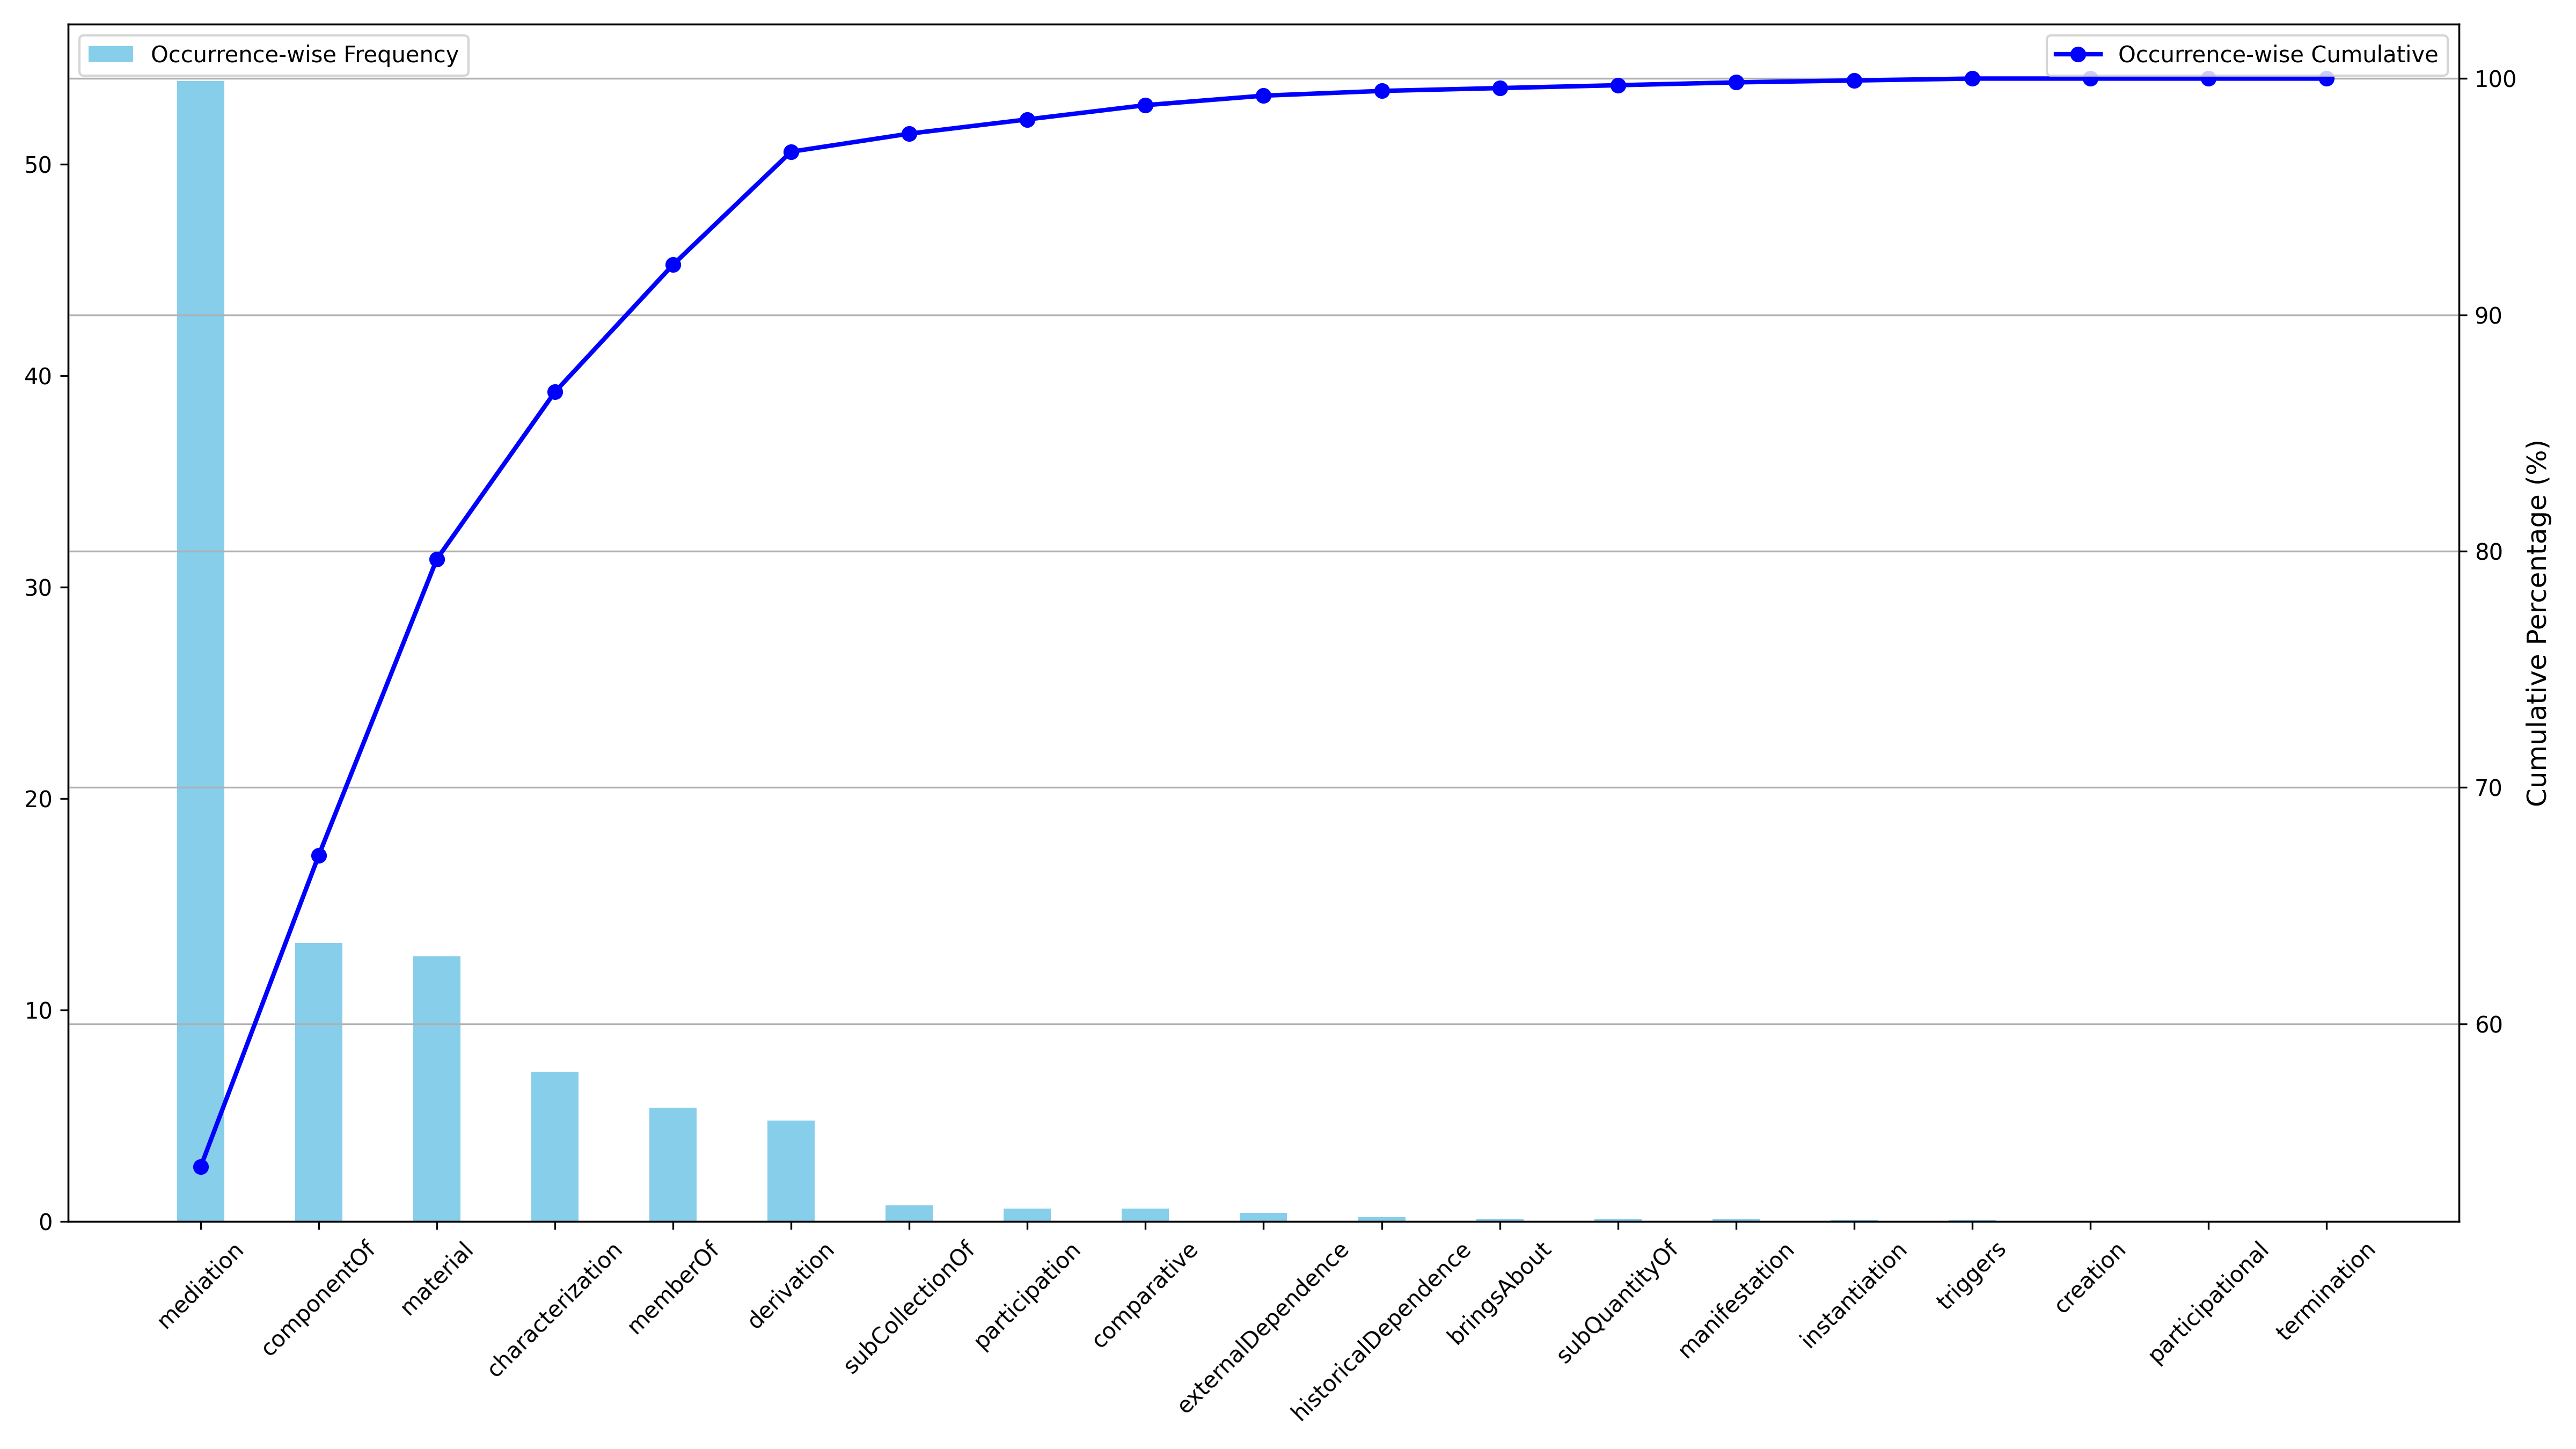 Occurrence-wise Frequency
Occurrence-wise Cumulative
50
40
30
20
10
0
100
90
80
70
60
Cumulative Percentage (%)
mediation
componentOf
material
characterization
memberOf
derivation
subCollectionOf
participation
comparative
externalDependence
historicalDependence
bringsAbout
subQuantityOf
manifestation
instantiation
triggers
creation
participational
termination